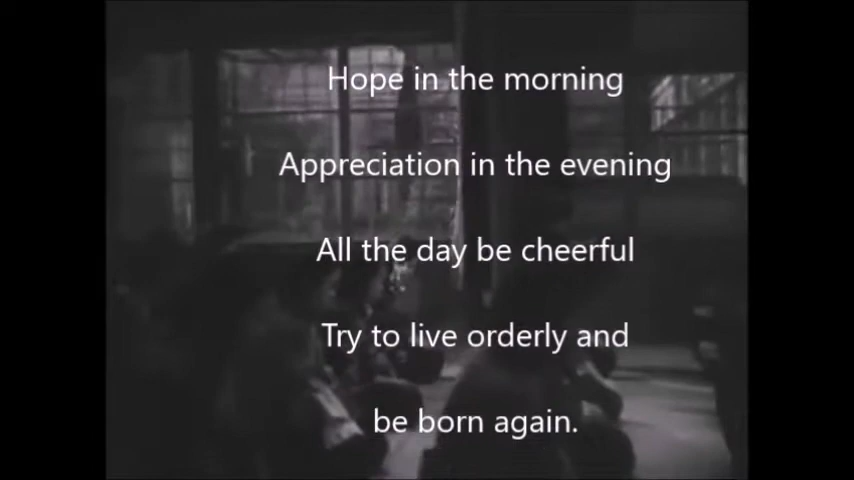 Hope in the morning
Appreciation in the evening
All the day be cheerful
Try to live orderly and
be born again.